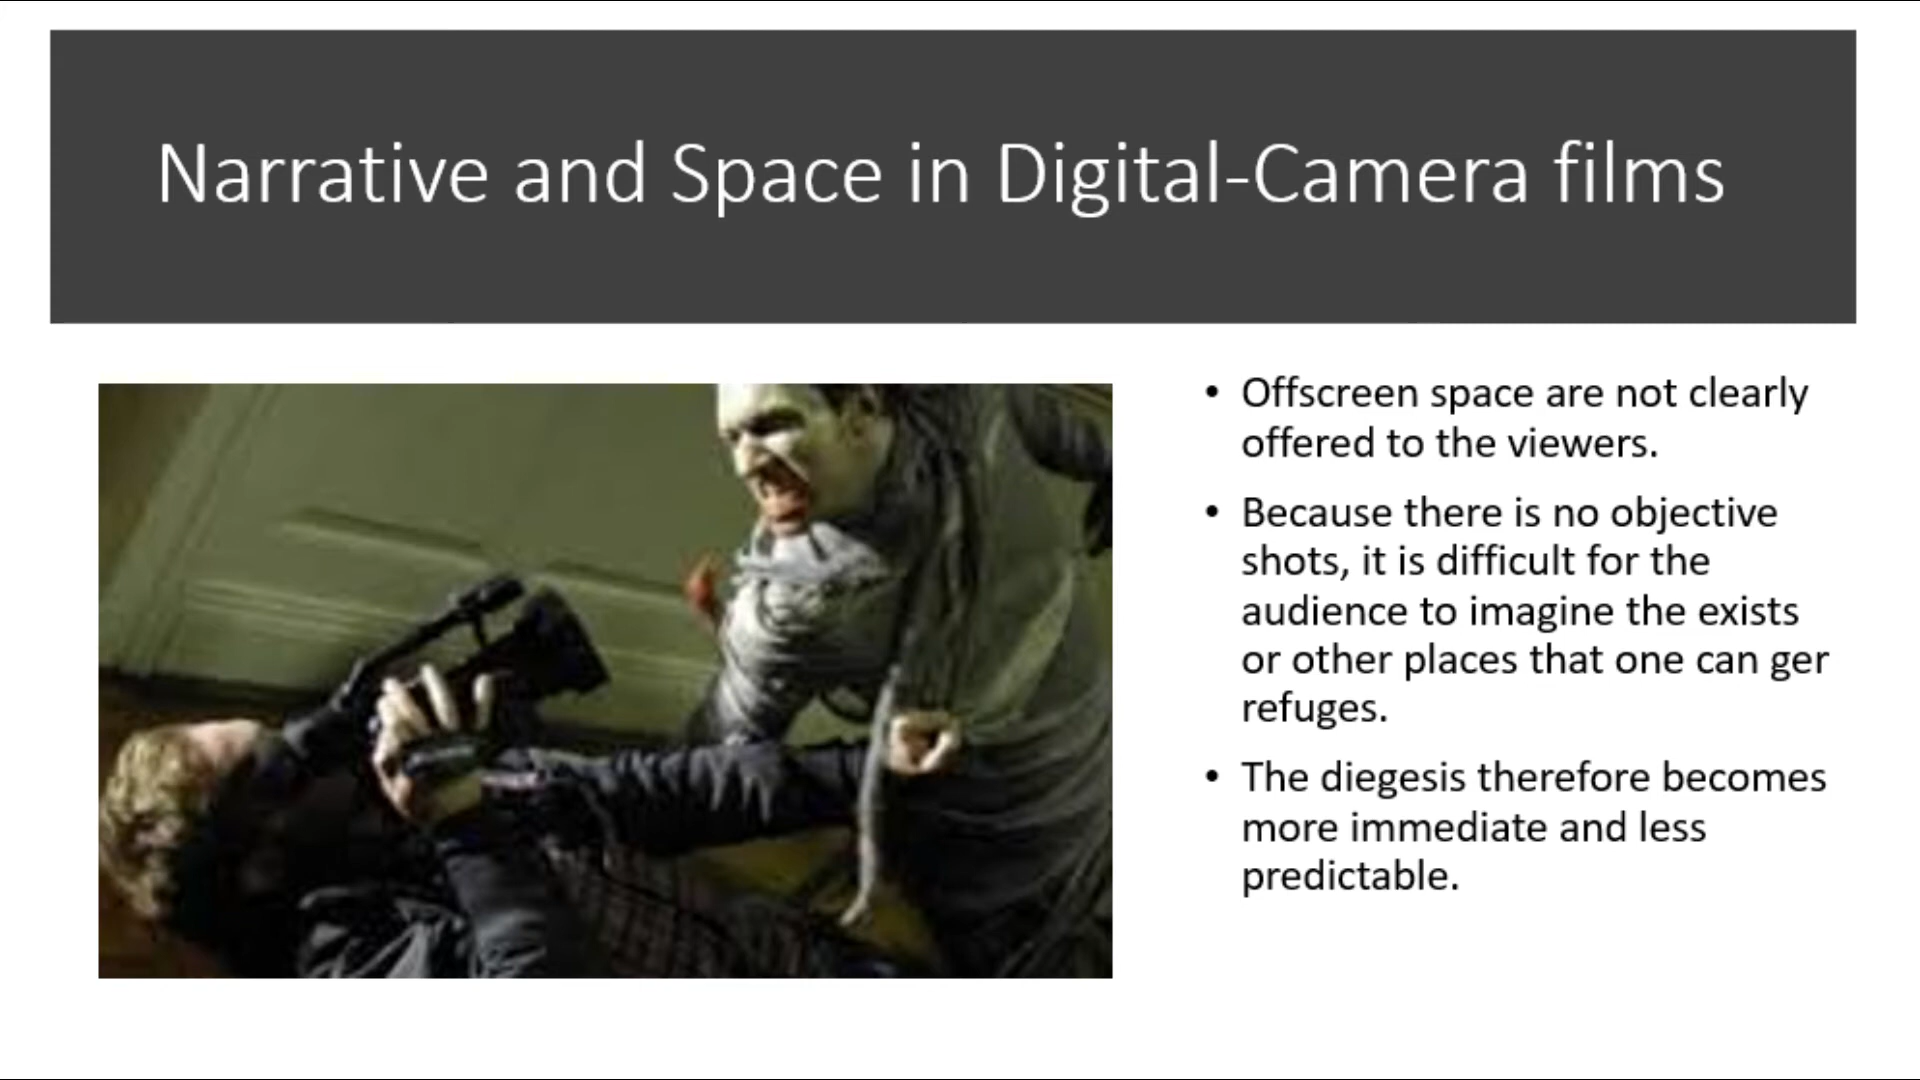 Narrative and Space in Digital-Camera films
• Offscreen space are not clearly
offered to the viewers.
• Because there is no objective
shots, it is difficult for the
audience to imagine the exists
or other places that one can ger
refuges.
• The diegesis therefore becomes
more immediate and less
predictable.